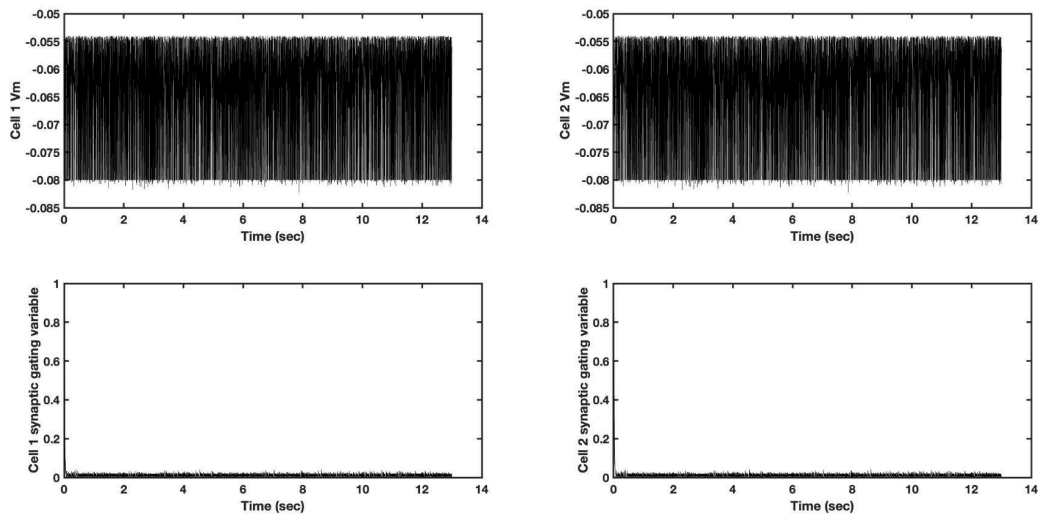 -0.05
-0.055
-0.06
-0.065
-0.07
-0.075
-0.08
-0.085
Cell 1 Vm
0 2 4 6 8 10 12 14
Time (sec)
-0.05
-0.055
-0.06
-0.065
-0.07
-0.075
-0.08
-0.085
Cell 2 Vm
0 2 4 6 8 10 12 14
Time (sec)
1
0.8
0.6
0.4
0.2
0
Cell 1 synaptic gating variable
0 2 4 6 8 10 12 14
Time (sec)
1
0.8
0.6
0.4
0.2
0
Cell 2 synaptic gating variable
0 2 4 6 8 10 12 14
Time (sec)